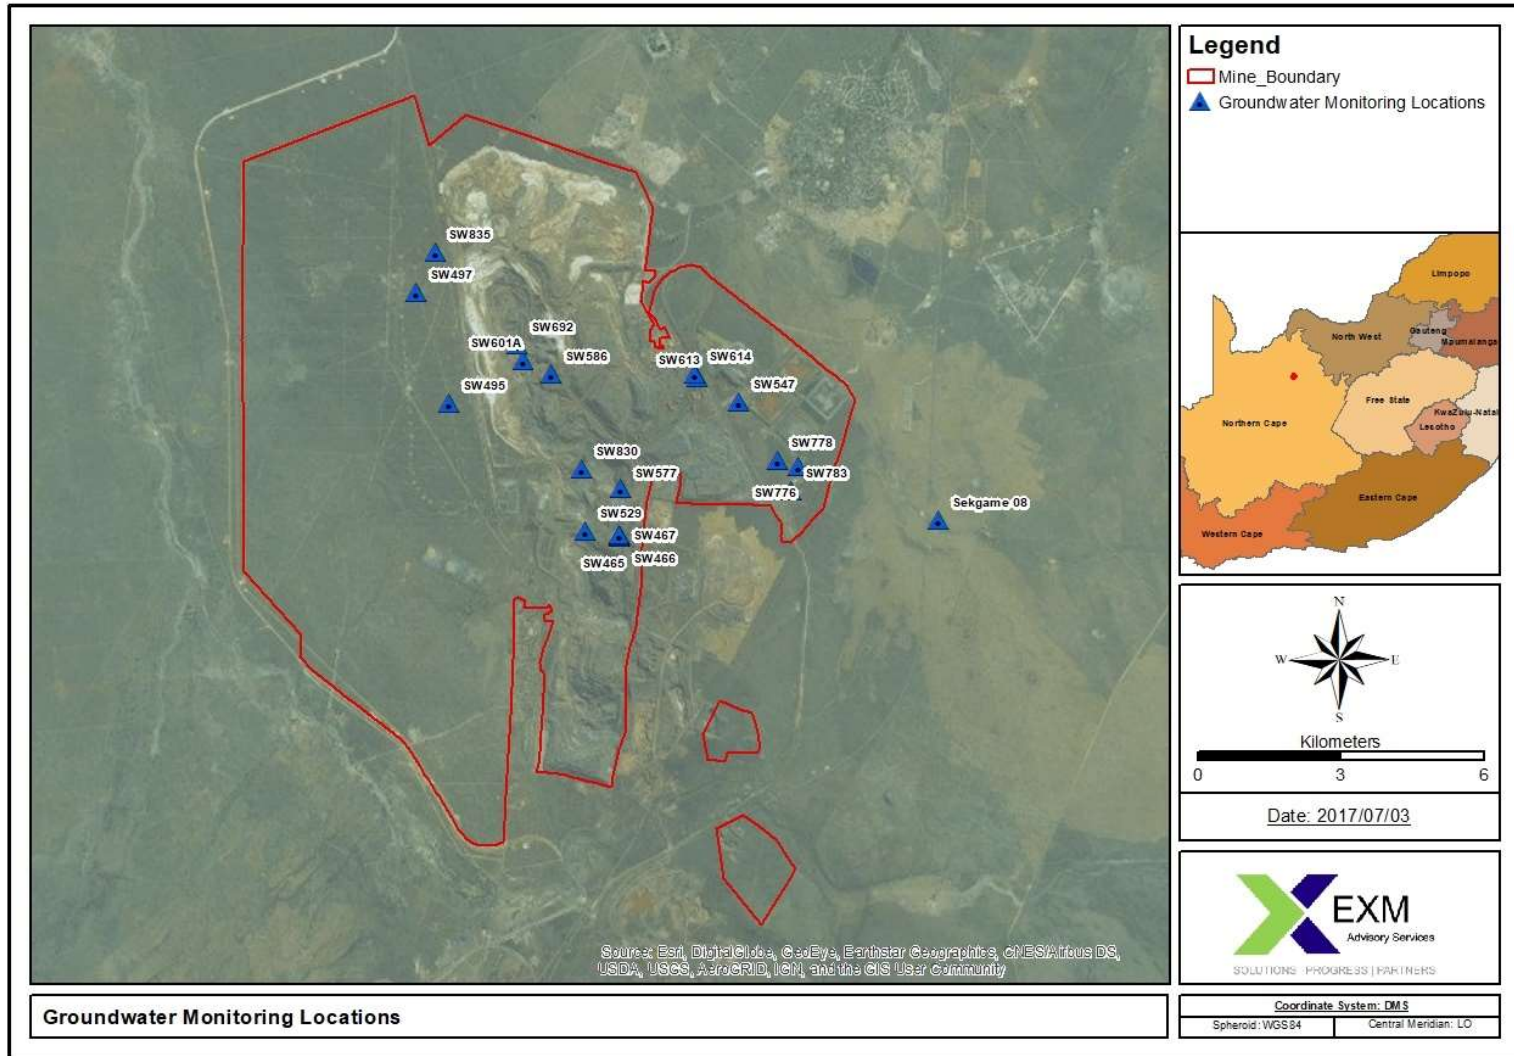 SW835
SW497
SW692
SW601A
SW586
SW495
SW613
SW614
SW547
SW830
SW577
SW778
SW783
SW776
SW529
SW467
SW465
SW466
Sekgame 08
Source: Esri, DigitalGlobe, GeoEye, Earthstar Geographics, CNES/Airbus DS,
USDA, USGS, AeroGRID, IGN, and the GIS User Community
Groundwater Monitoring Locations
Legend
Mine_Boundary
Groundwater Monitoring Locations
Limpopo
North West
Gauteng
Mpumalanga
Free State
KwaZulu-Natal
Lesotho
Northern Cape
Eastern Cape
Western Cape
N
W
E
S
Kilometers
0 3 6
Date: 2017/07/03
EXM
Advisory Services
SOLUTIONS | PROGRESS | PARTNERS
Coordinate System: DMS
Spheroid: WGS84 Central Meridian: LO